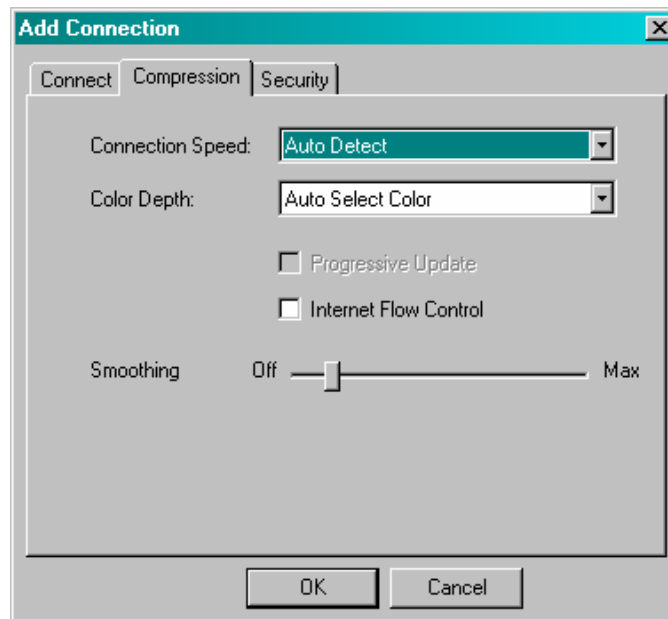 Add Connection
Connect Compression Security
Connection Speed: Auto Detect
Color Depth: Auto Select Color
Progressive Update
Internet Flow Control
Smoothing Off Max
OK Cancel